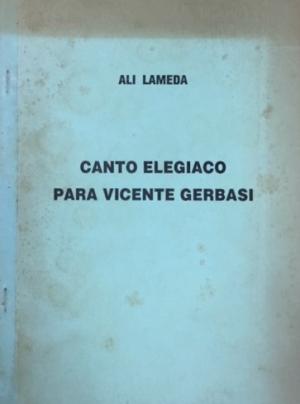 ALI LAMEDA
CANTO ELEGIACO
PARA VICENTE GERBASI